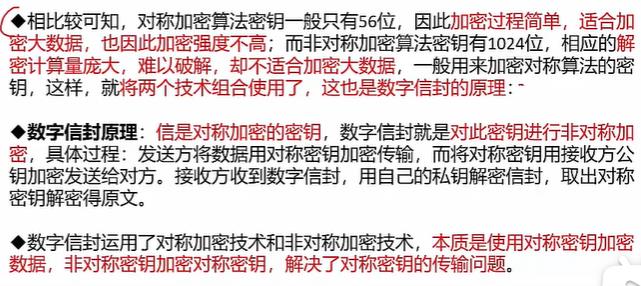 ◆相比较可知，对称加密算法密钥一般只有56位，因此加密过程简单，适合加
密大数据，也因此加密强度不高；而非对称加密算法密钥有1024位，相应的解
密计算量庞大，难以破解，却不适合加密大数据，一般用来加密对称算法的密
钥，这样，就将两个技术组合使用了，这也是数字信封的原理：
◆数字信封原理：信是对称加密的密钥，数字信封就是对此密钥进行非对称加
密，具体过程：发送方将数据用对称密钥加密传输，而将对称密钥用接收方公
钥加密发送给对方。接收方收到数字信封，用自己的私钥解密信封，取出对称
密钥解密得原文。
◆数字信封运用了对称加密技术和非对称加密技术，本质是使用对称密钥加密
数据，非对称密钥加密对称密钥，解决了对称密钥的传输问题。